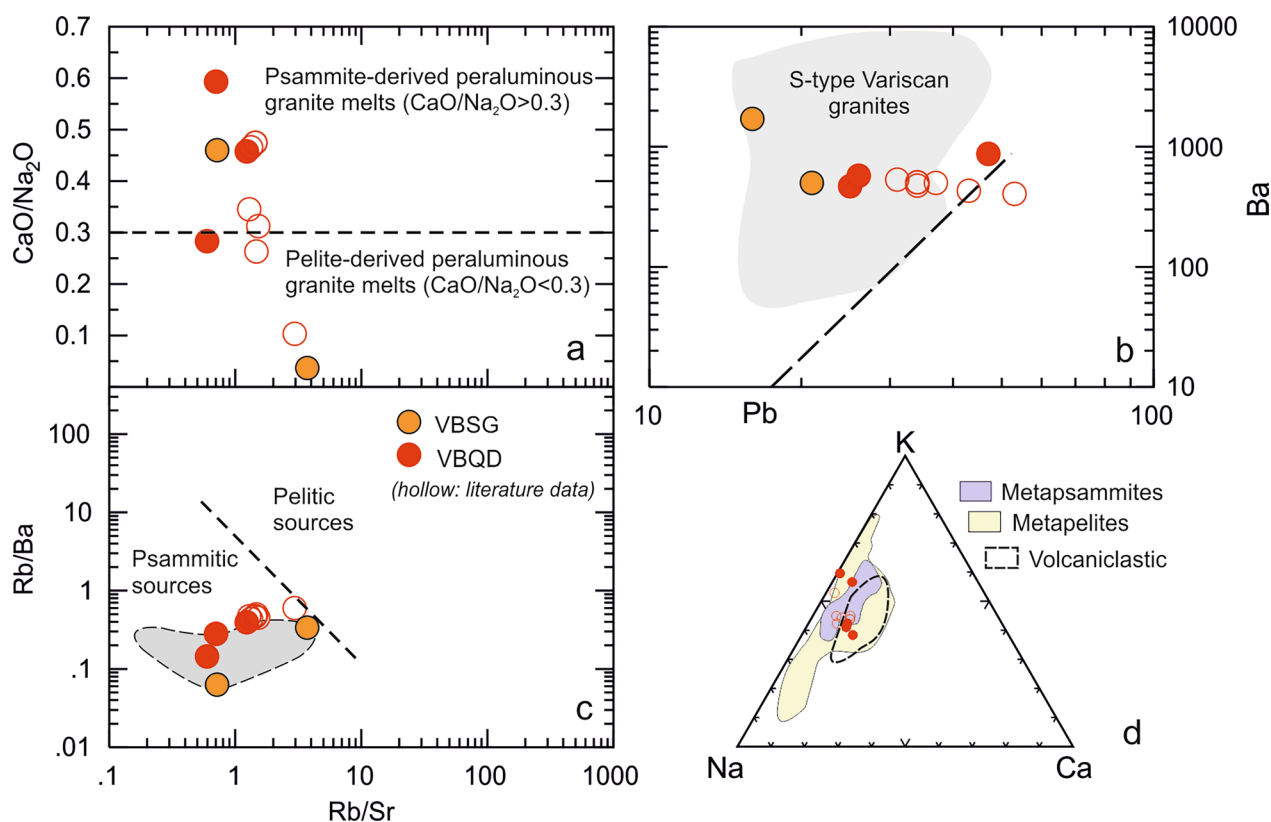 0.7
0.6
0.5
0.4
0.3
0.2
0.1
CaO/Na₂O
Psammite-derived peraluminous
granite melts (CaO/Na₂O>0.3)
Pelite-derived peraluminous
granite melts (CaO/Na₂O<0.3)
a
S-type Variscan
granites
b
10000
1000
100
10
Ba
10
Pb
100
100
10
1
.1
.01
Rb/Ba
VBSG
VBQD
(hollow: literature data)
Pelitic
sources
Psammitic
sources
c
.1
1
10
100
1000
Rb/Sr
K
Metapsammites
Metapelites
Volcaniclastic
d
Na
Ca